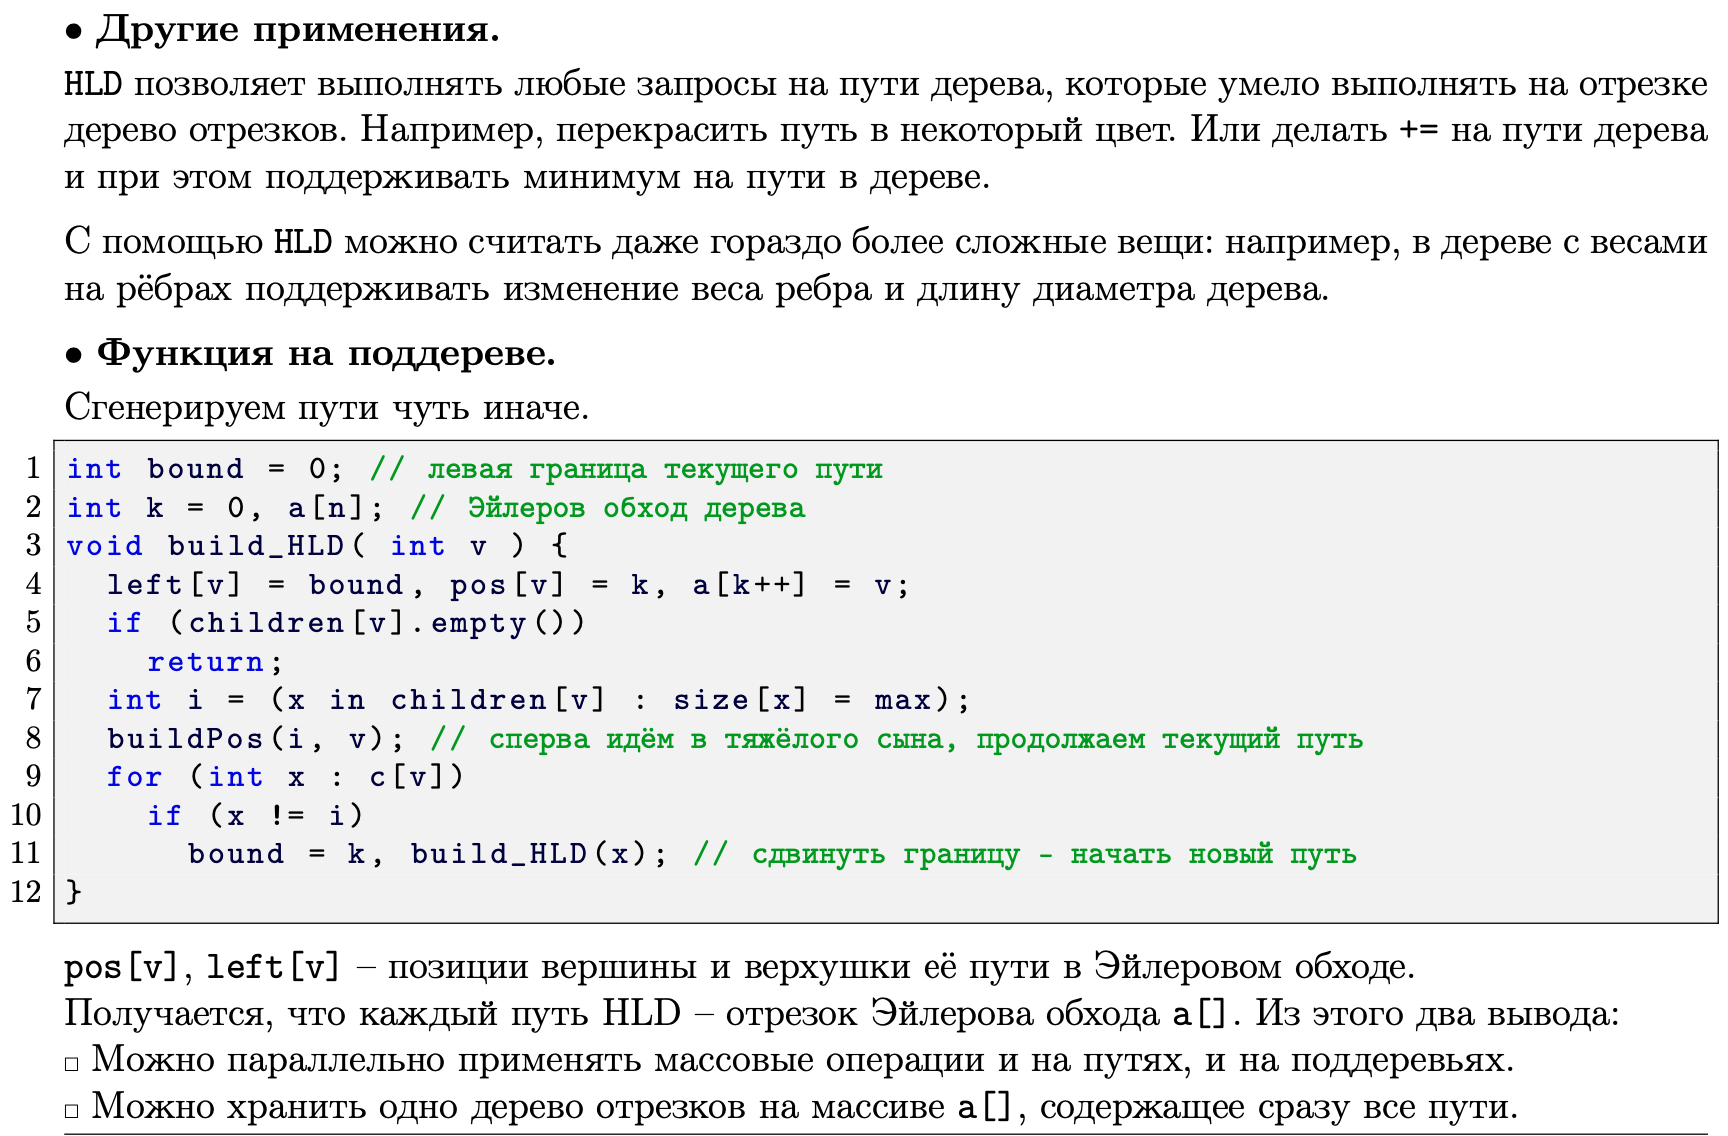 • Другие применения.
HLD позволяет выполнять любые запросы на пути дерева, которые умело выполнять на отрезке
дерево отрезков. Например, перекрасить путь в некоторый цвет. Или делать += на пути дерева
и при этом поддерживать минимум на пути в дереве.
С помощью HLD можно считать даже гораздо более сложные вещи: например, в дереве с весами
на рёбрах поддерживать изменение веса ребра и длину диаметра дерева.
• Функция на поддереве.
Сгенерируем пути чуть иначе.
1 int bound = 0; // левая граница текущего пути
2 int k = 0, a[n]; // Эйлеров обход дерева
3 void build_HLD( int v ) {
4   left[v] = bound, pos[v] = k, a[k++] = v;
5   if (children[v].empty())
6     return;
7   int i = (x in children[v] : size[x] = max);
8   buildPos(i, v); // сперва идём в тяжёлого сына, продолжаем текущий путь
9   for (int x : c[v])
10     if (x != i)
11       bound = k, build_HLD(x); // сдвинуть границу – начать новый путь
12 }
pos[v], left[v] – позиции вершины и верхушки её пути в Эйлеровом обходе.
Получается, что каждый путь HLD – отрезок Эйлерова обхода a[]. Из этого два вывода:
□ Можно параллельно применять массовые операции и на путях, и на поддеревьях.
□ Можно хранить одно дерево отрезков на массиве a[], содержащее сразу все пути.